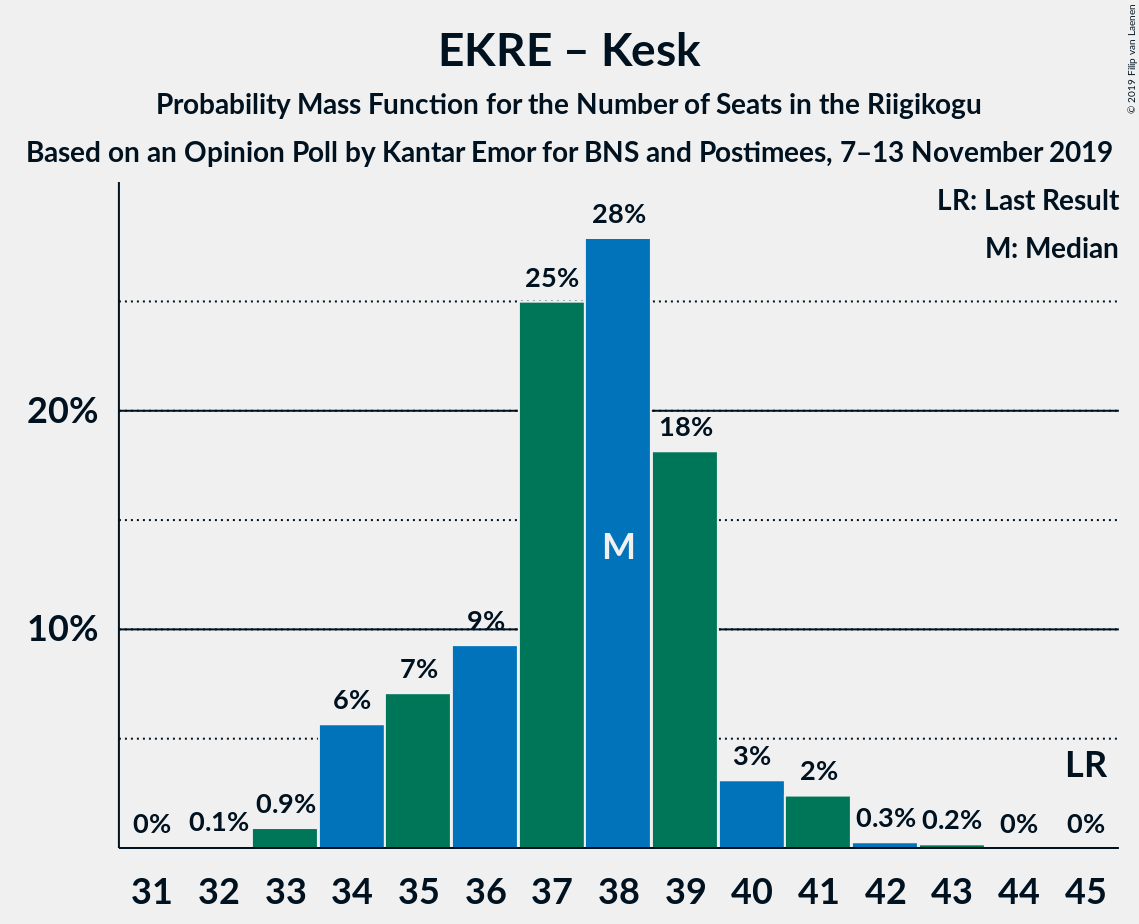 EKRE – Kesk
Probability Mass Function for the Number of Seats in the Riigikogu
Based on an Opinion Poll by Kantar Emor for BNS and Postimees, 7–13 November 2019
© 2019 Filip van Laenen
LR: Last Result
M: Median
20%
10%
0% 0.1% 0.9% 6% 7% 9% 25% 28% 18% 3% 2% 0.3% 0.2% 0% 0%
M
LR
31 32 33 34 35 36 37 38 39 40 41 42 43 44 45